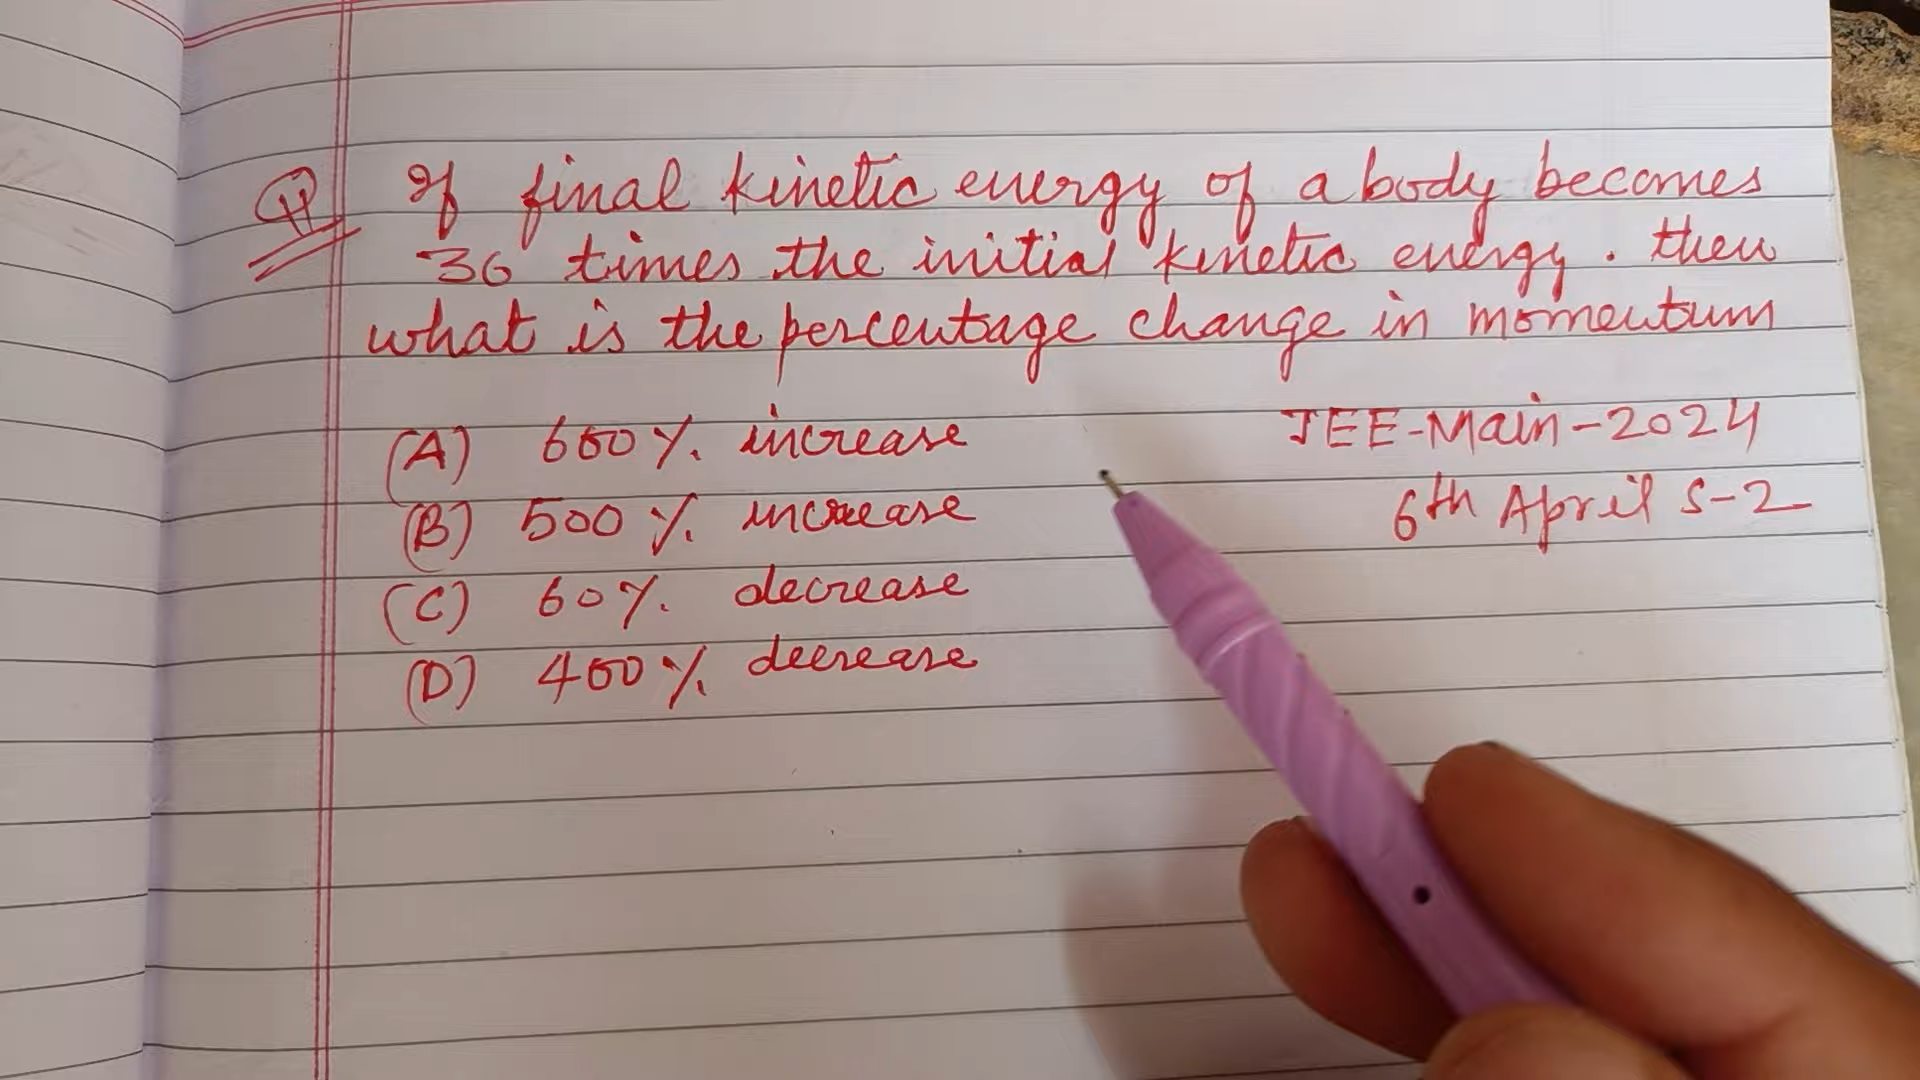 Q If final kinetic energy of a body becomes
36 times the initial kinetic energy. then
what is the percentage change in momentum
(A) 600 %. increase
JEE-Main-2024
(B) 500 %. increase
6th April S-2
(C) 60 %. decrease
(D) 400 %. decrease